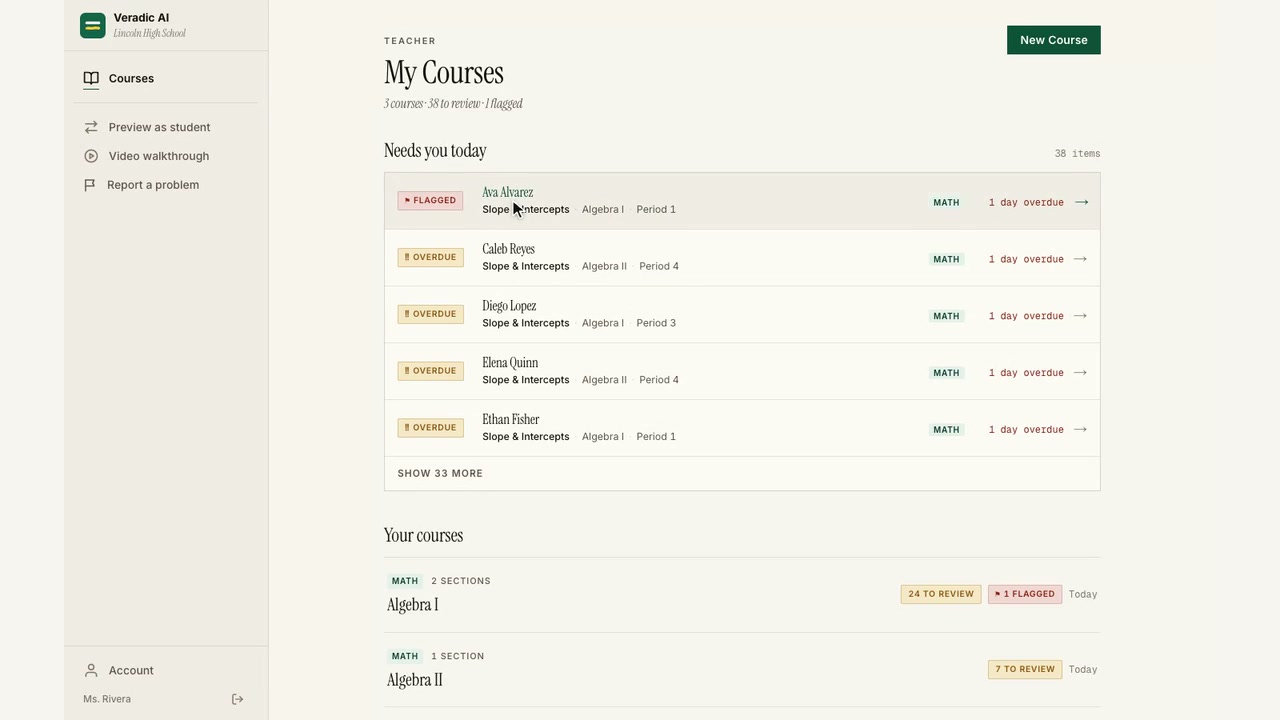 Veradic AI
Lincoln High School
Courses
Preview as student
Video walkthrough
Report a problem
Account
Ms. Rivera
TEACHER
New Course
My Courses
3 courses · 38 to review · 1 flagged
Needs you today
38 items
FLAGGED
Ava Alvarez
Slope & Intercepts · Algebra I · Period 1
MATH
1 day overdue →
!! OVERDUE
Caleb Reyes
Slope & Intercepts · Algebra II · Period 4
MATH
1 day overdue →
!! OVERDUE
Diego Lopez
Slope & Intercepts · Algebra I · Period 3
MATH
1 day overdue →
!! OVERDUE
Elena Quinn
Slope & Intercepts · Algebra II · Period 4
MATH
1 day overdue →
!! OVERDUE
Ethan Fisher
Slope & Intercepts · Algebra I · Period 1
MATH
1 day overdue →
SHOW 33 MORE
Your courses
MATH 2 SECTIONS
Algebra I
24 TO REVIEW
1 FLAGGED
Today
MATH 1 SECTION
Algebra II
7 TO REVIEW
Today